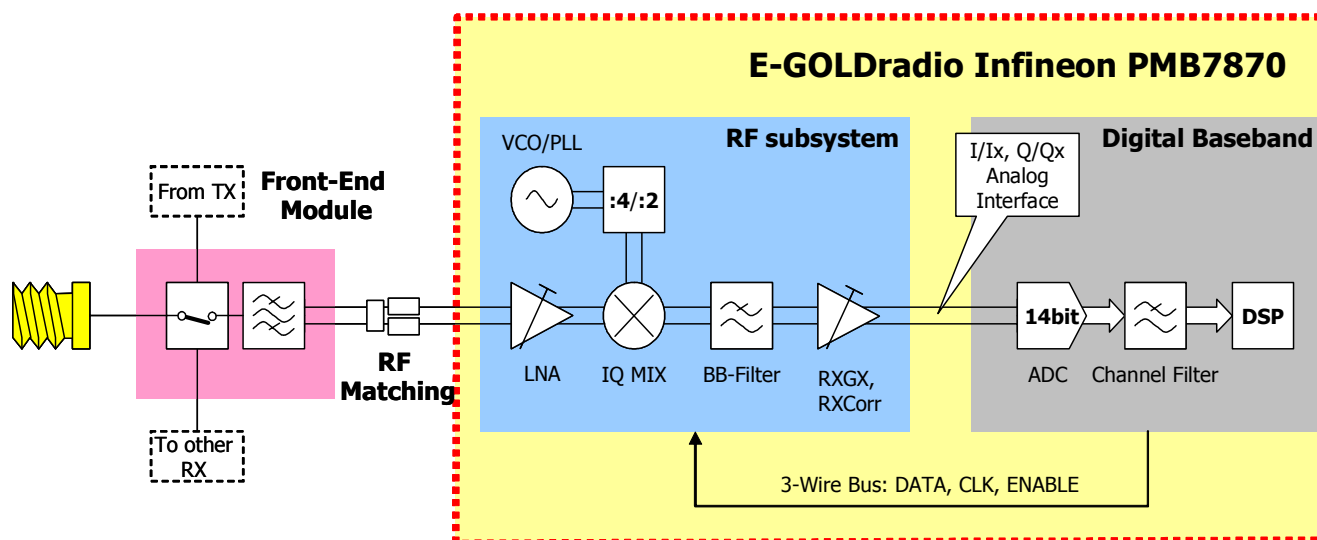 E-GOLDradio Infineon PMB7870
RF subsystem
Digital Baseband
VCO/PLL
I/Ix, Q/Qx
Analog
Interface
Front-End
Module
From TX
:4/:2
14bit
DSP
RF
Matching
LNA
IQ MIX
BB-Filter
RXGX,
RXCorr
ADC
Channel Filter
To other
RX
3-Wire Bus: DATA, CLK, ENABLE